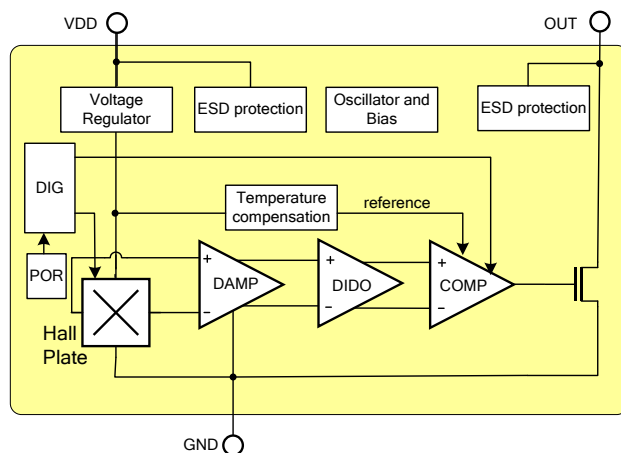 VDD
OUT
Voltage
Regulator
ESD protection
Oscillator and
Bias
ESD protection
DIG
Temperature
compensation
reference
POR
+
DAMP
−
+
DIDO
−
+
COMP
−
Hall
Plate
GND